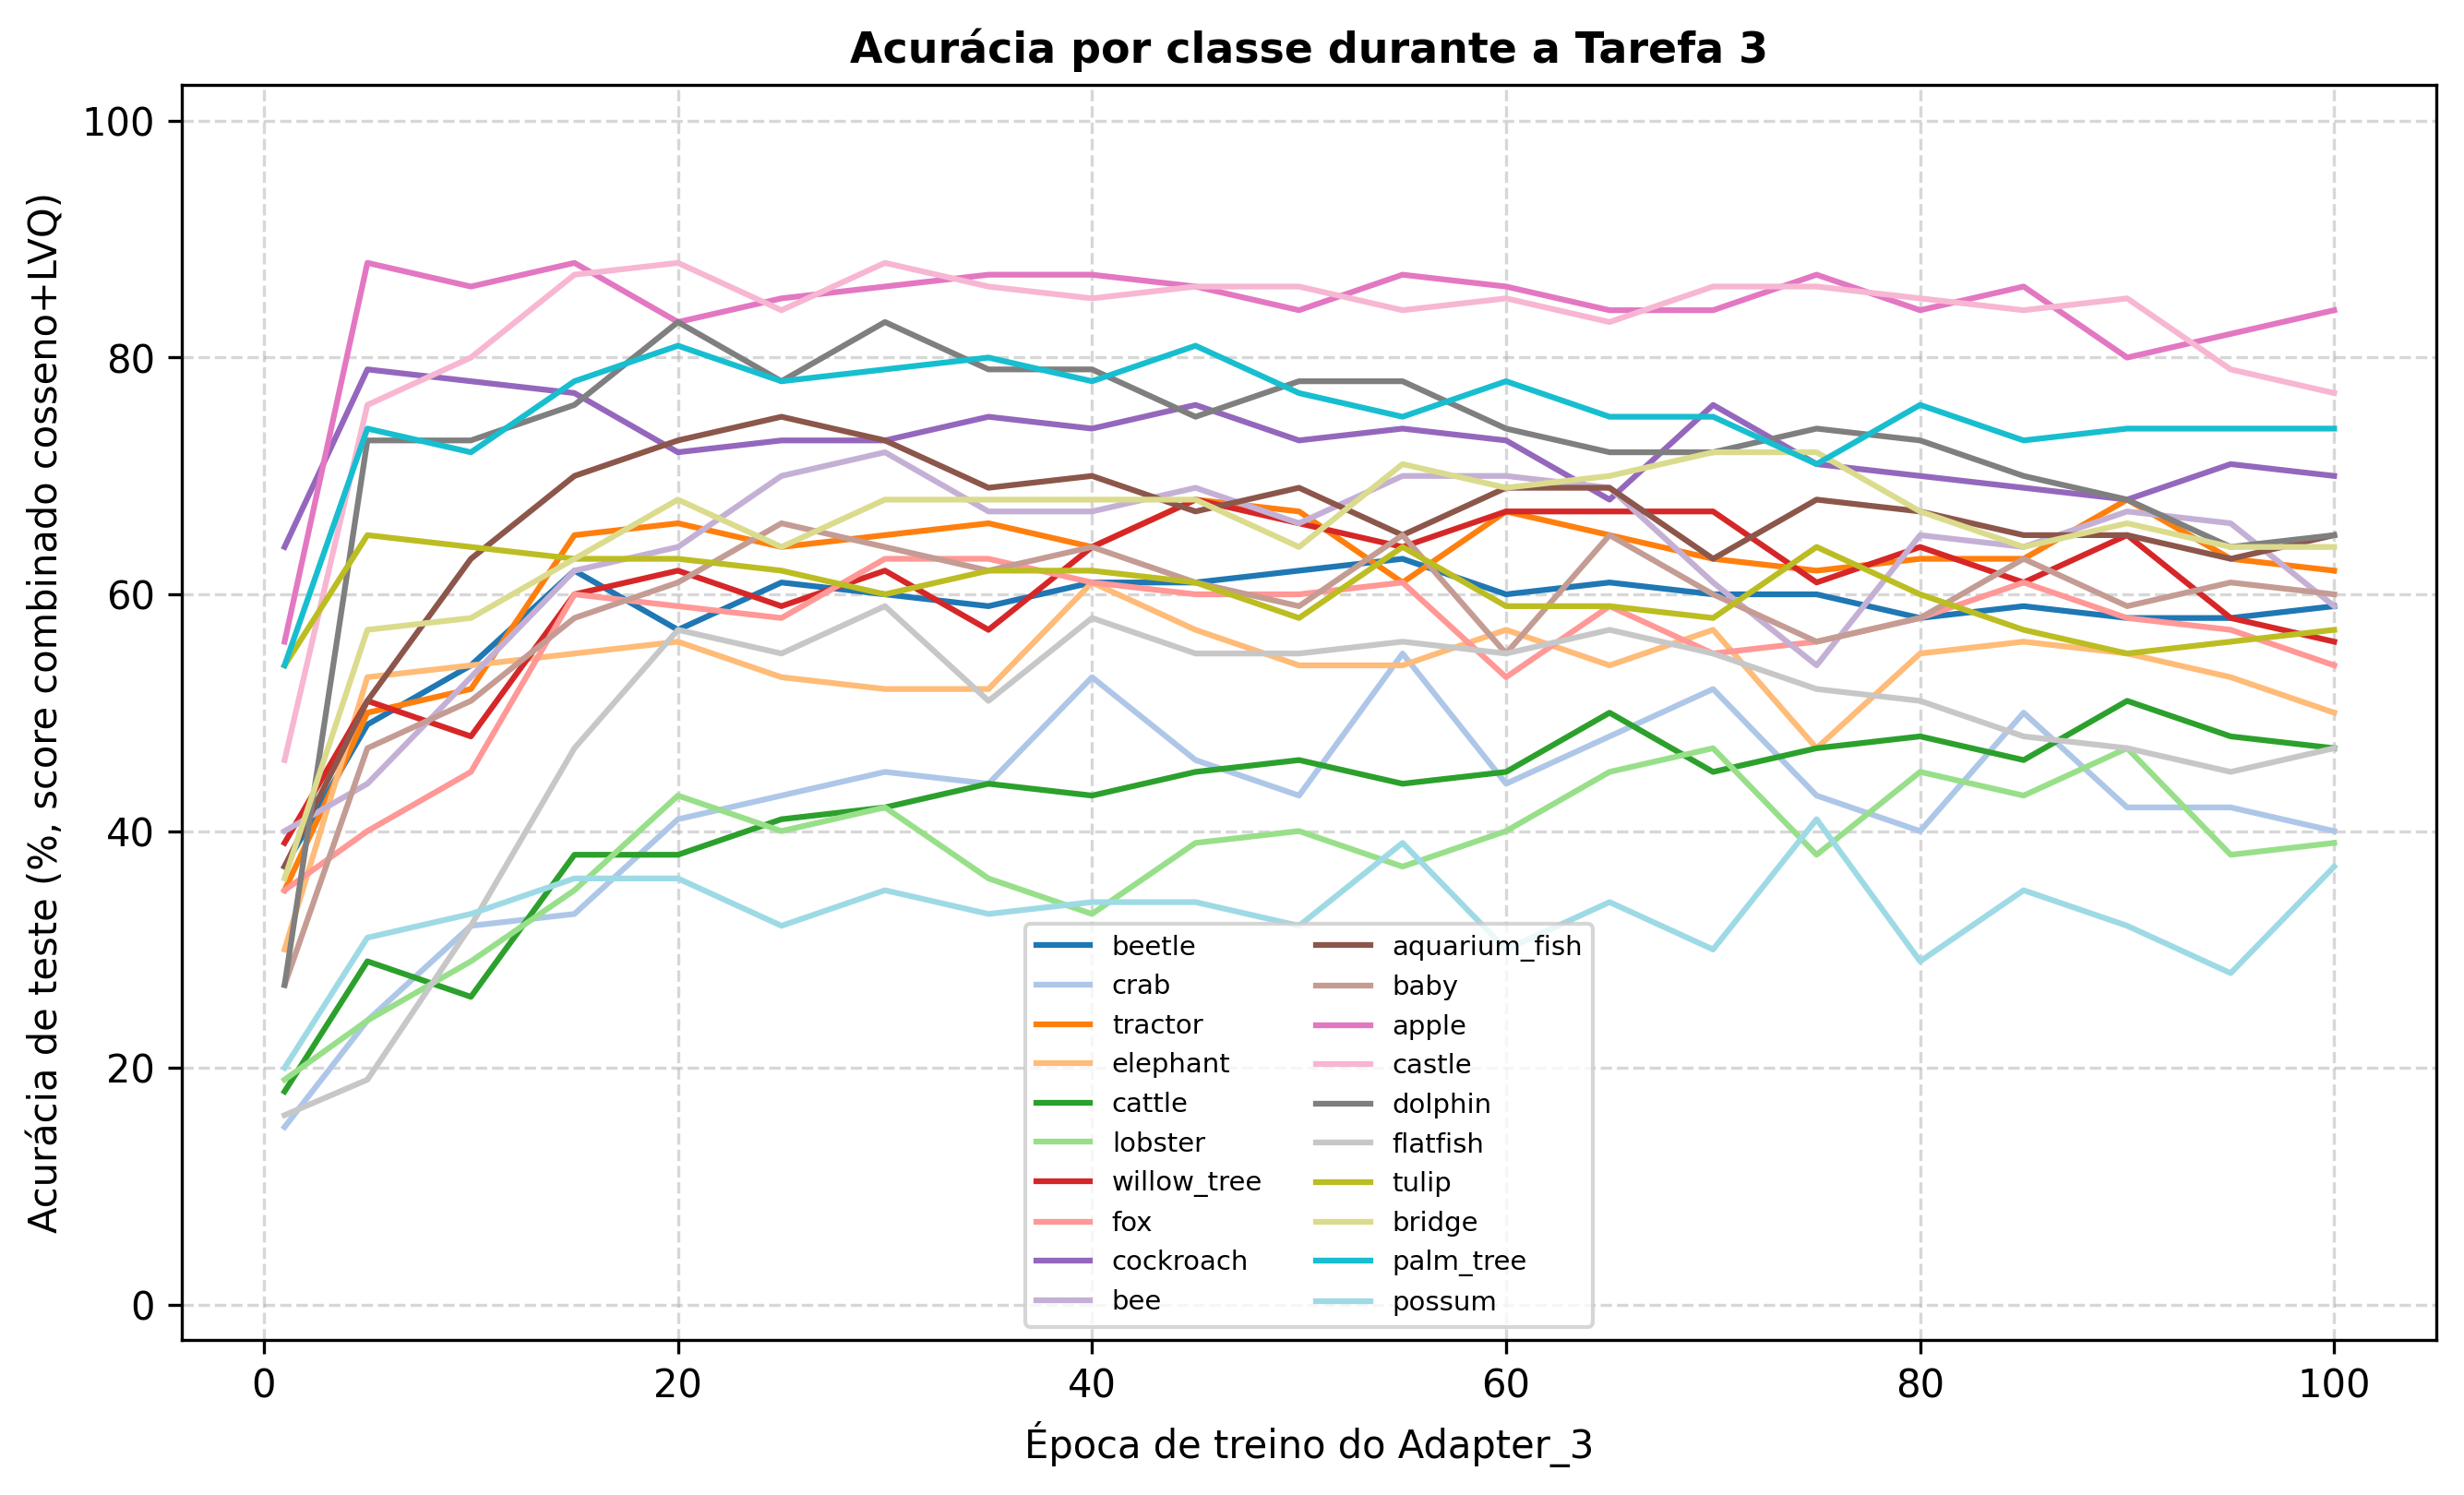 Acurácia por classe durante a Tarefa 3
Acurácia de teste (%, score combinado cosseno+LVQ)
100
80
60
40
20
0
beetle
crab
tractor
elephant
cattle
lobster
willow_tree
fox
cockroach
bee
aquarium_fish
baby
apple
castle
dolphin
flatfish
tulip
bridge
palm_tree
possum
0 20 40 60 80 100
Época de treino do Adapter_3